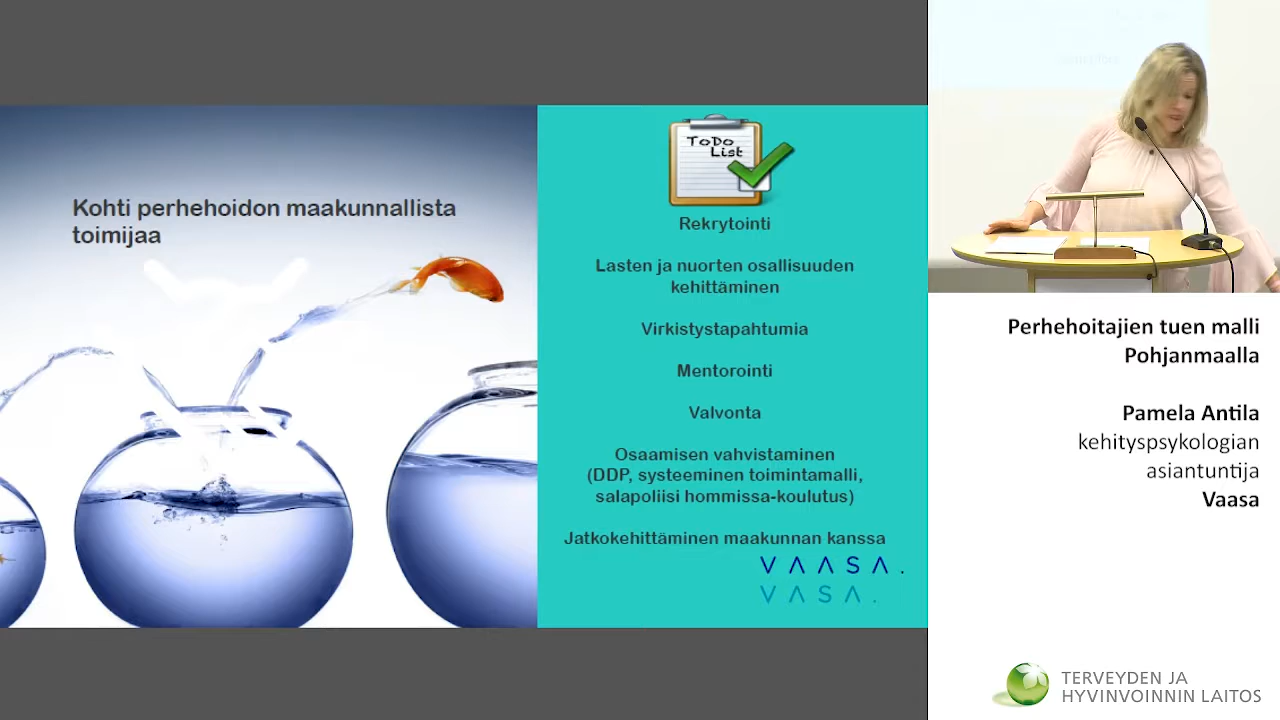 Kohti perhehoidon maakunnallista
toimijaa
ToDo
List
Rekrytointi
Lasten ja nuorten osallisuuden
kehittäminen
Virkistystapahtumia
Mentorointi
Valvonta
Osaamisen vahvistaminen
(DDP, systeeminen toimintamalli,
salapoliisi hommissa-koulutus)
Jatkokehittäminen maakunnan kanssa
VAASA.
VASA.
Perhehoitajien tuen malli
Pohjanmaalla
Pamela Antila
kehityspsykologian
asiantuntija
Vaasa
TERVEYDEN JA
HYVINVOINNIN LAITOS